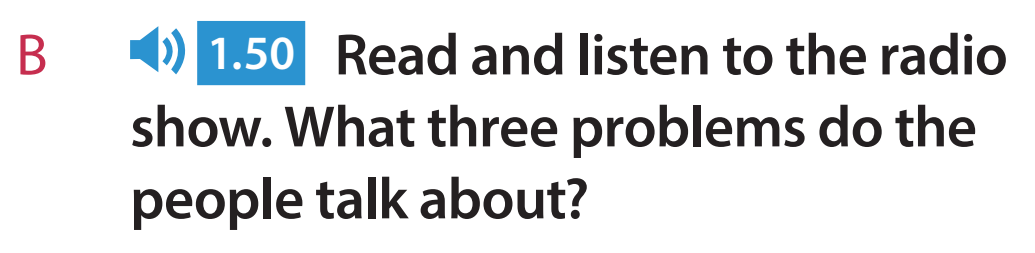 B 1.50 Read and listen to the radio
show. What three problems do the
people talk about?